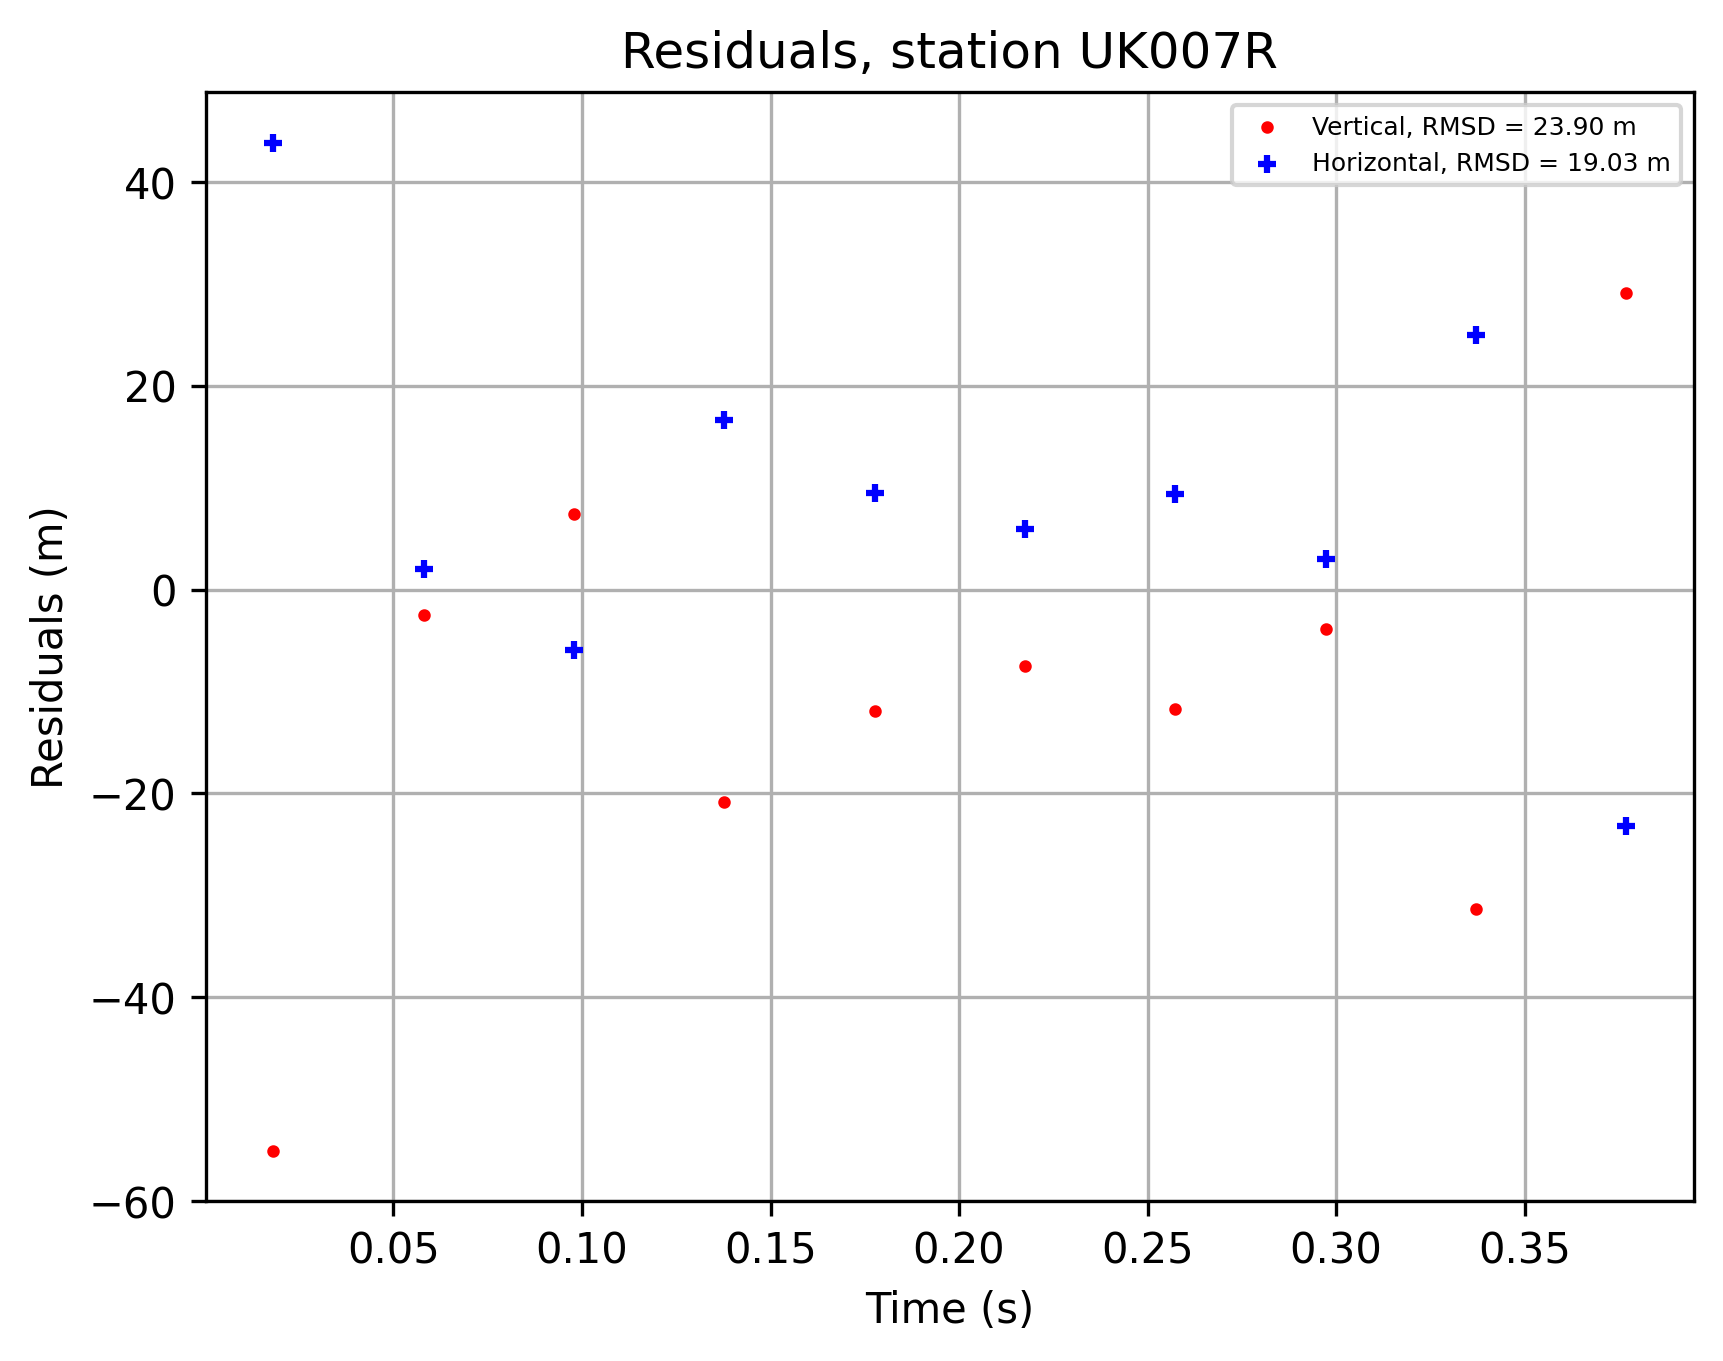 Residuals, station UK007R
Vertical, RMSD = 23.90 m
Horizontal, RMSD = 19.03 m
Residuals (m)
40
20
0
−20
−40
−60
0.05 0.10 0.15 0.20 0.25 0.30 0.35
Time (s)